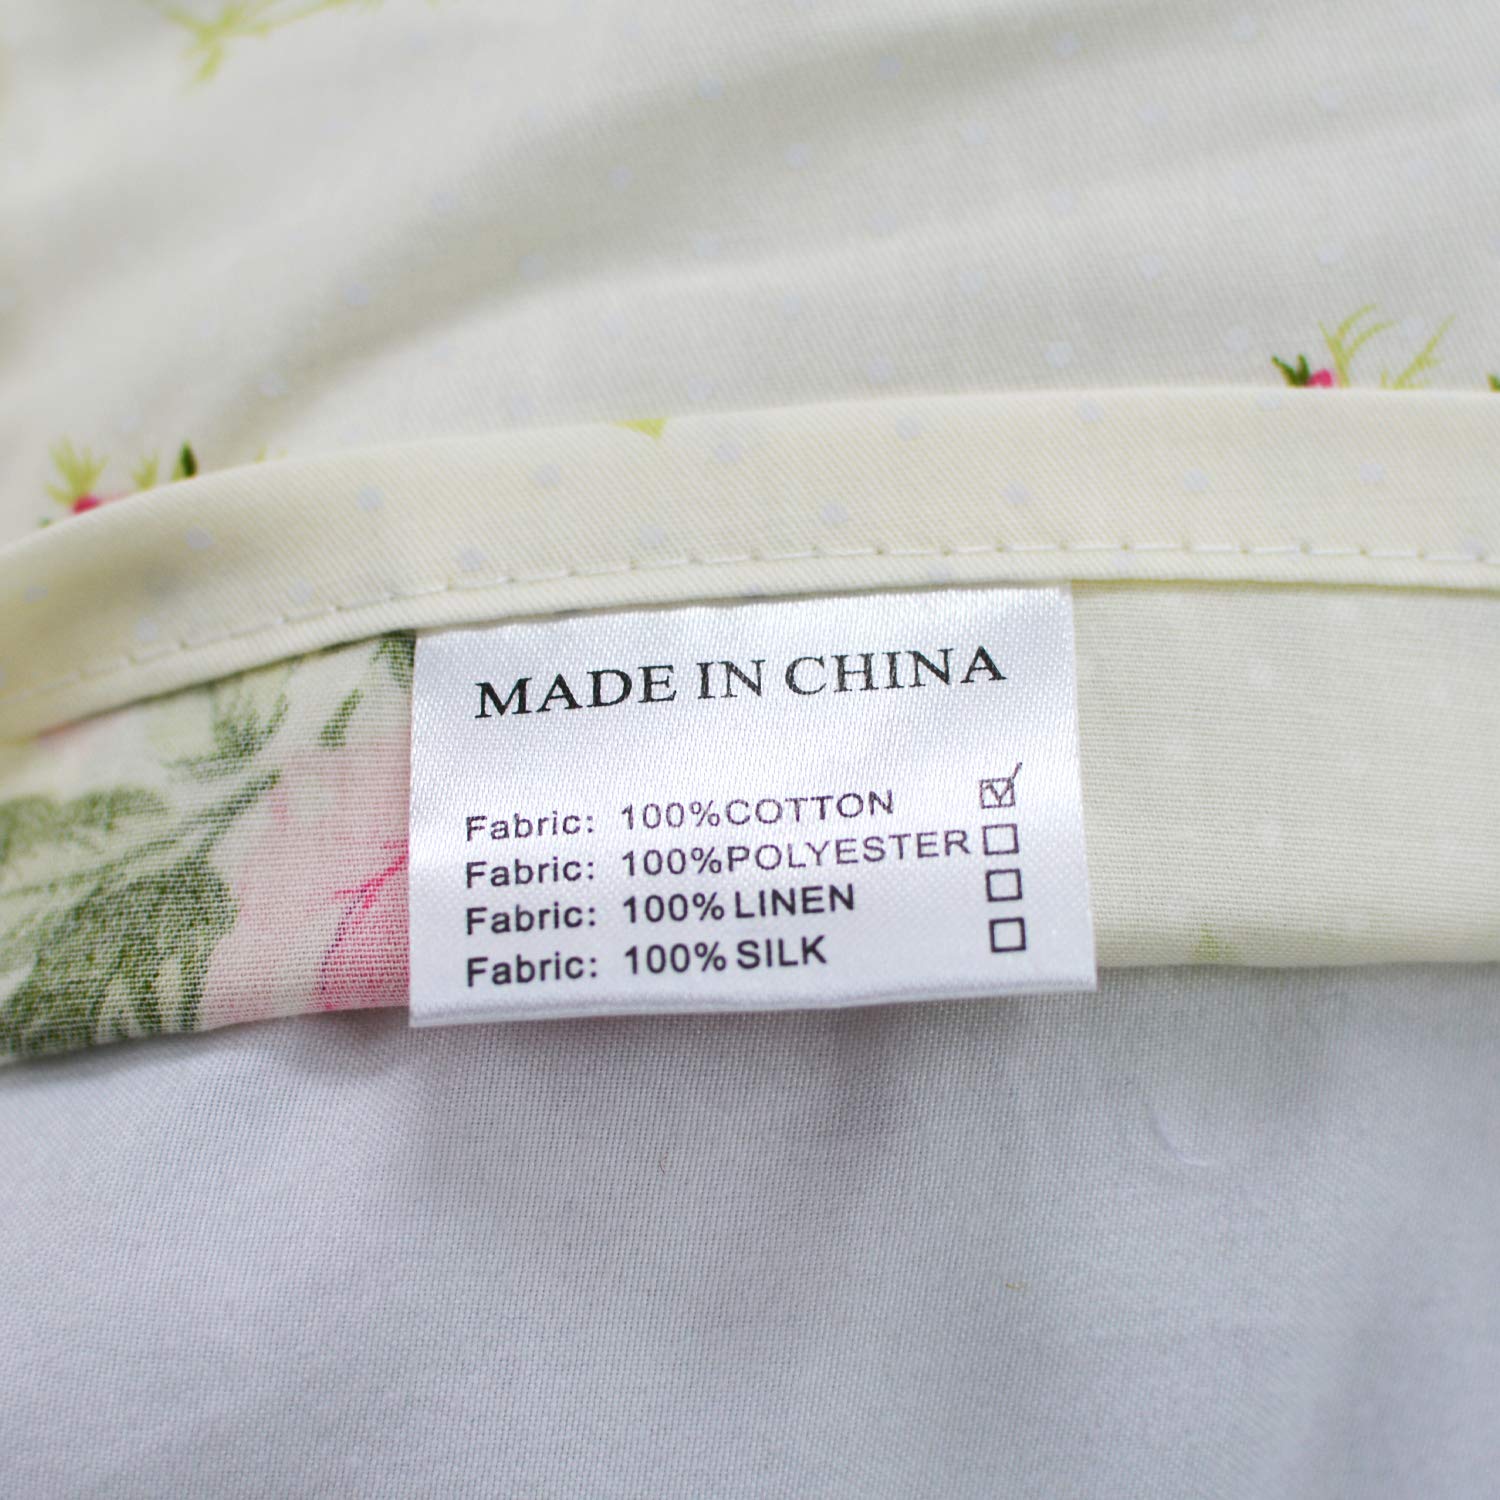 MADE IN CHINA
Fabric: 100%COTTON ☑
Fabric: 100%POLYESTER ☐
Fabric: 100% LINEN ☐
Fabric: 100% SILK ☐